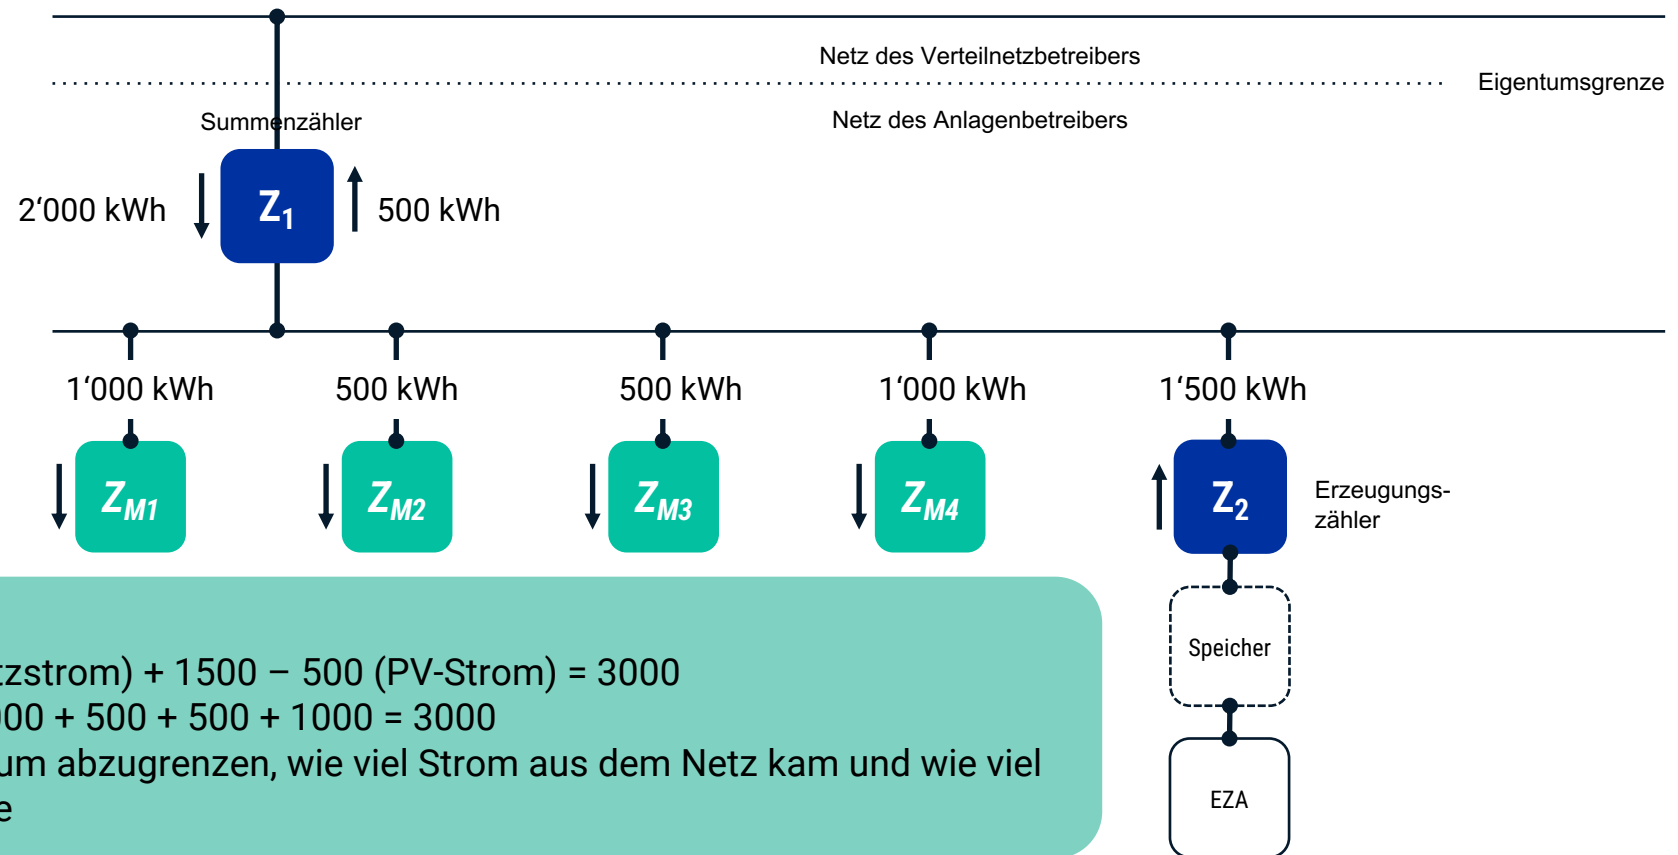 Netz des Verteilnetzbetreibers
Eigentumsgrenze
Summenzähler
Netz des Anlagenbetreibers
2‘000 kWh
Z1
500 kWh
1‘000 kWh
500 kWh
500 kWh
1‘000 kWh
1‘500 kWh
ZM1
ZM2
ZM3
ZM4
Z2
Erzeugungs-
zähler
Speicher
tzstrom) + 1500 – 500 (PV-Strom) = 3000
00 + 500 + 500 + 1000 = 3000
um abzugrenzen, wie viel Strom aus dem Netz kam und wie viel
e
EZA